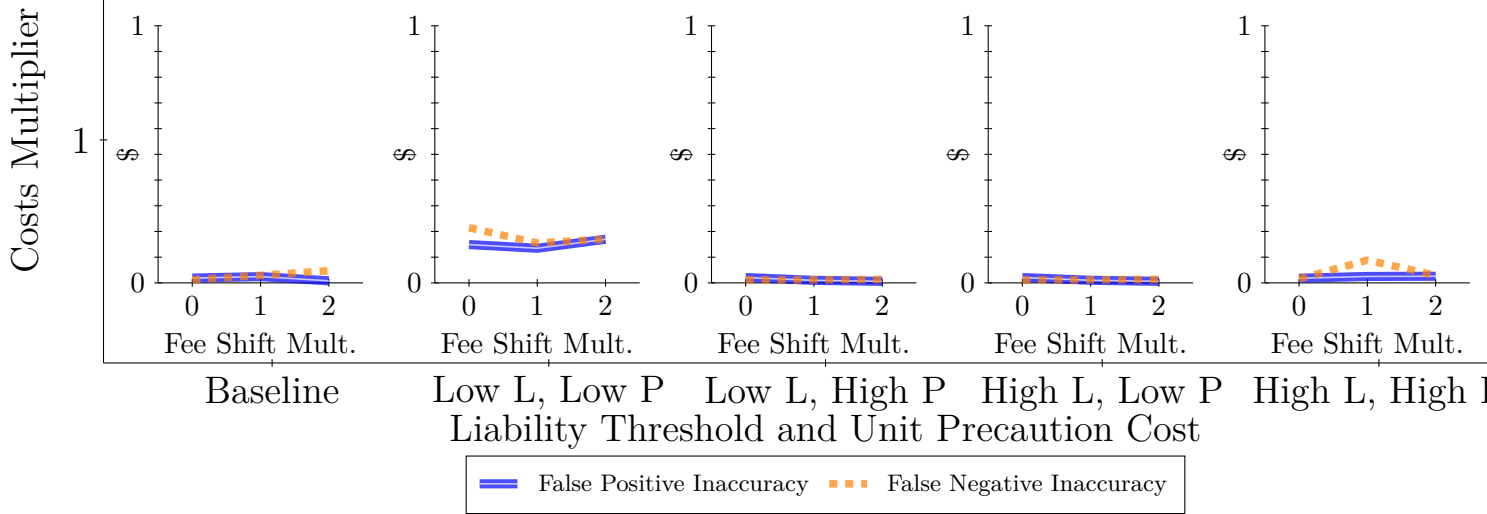 Costs Multiplier
1
1
$
0
0 1 2
Fee Shift Mult.
1
$
0
0 1 2
Fee Shift Mult.
1
$
0
0 1 2
Fee Shift Mult.
1
$
0
0 1 2
Fee Shift Mult.
1
$
0
0 1 2
Fee Shift Mult.
Baseline
Low L, Low P
Low L, High P
High L, Low P
High L, High P
Liability Threshold and Unit Precaution Cost
False Positive Inaccuracy
False Negative Inaccuracy